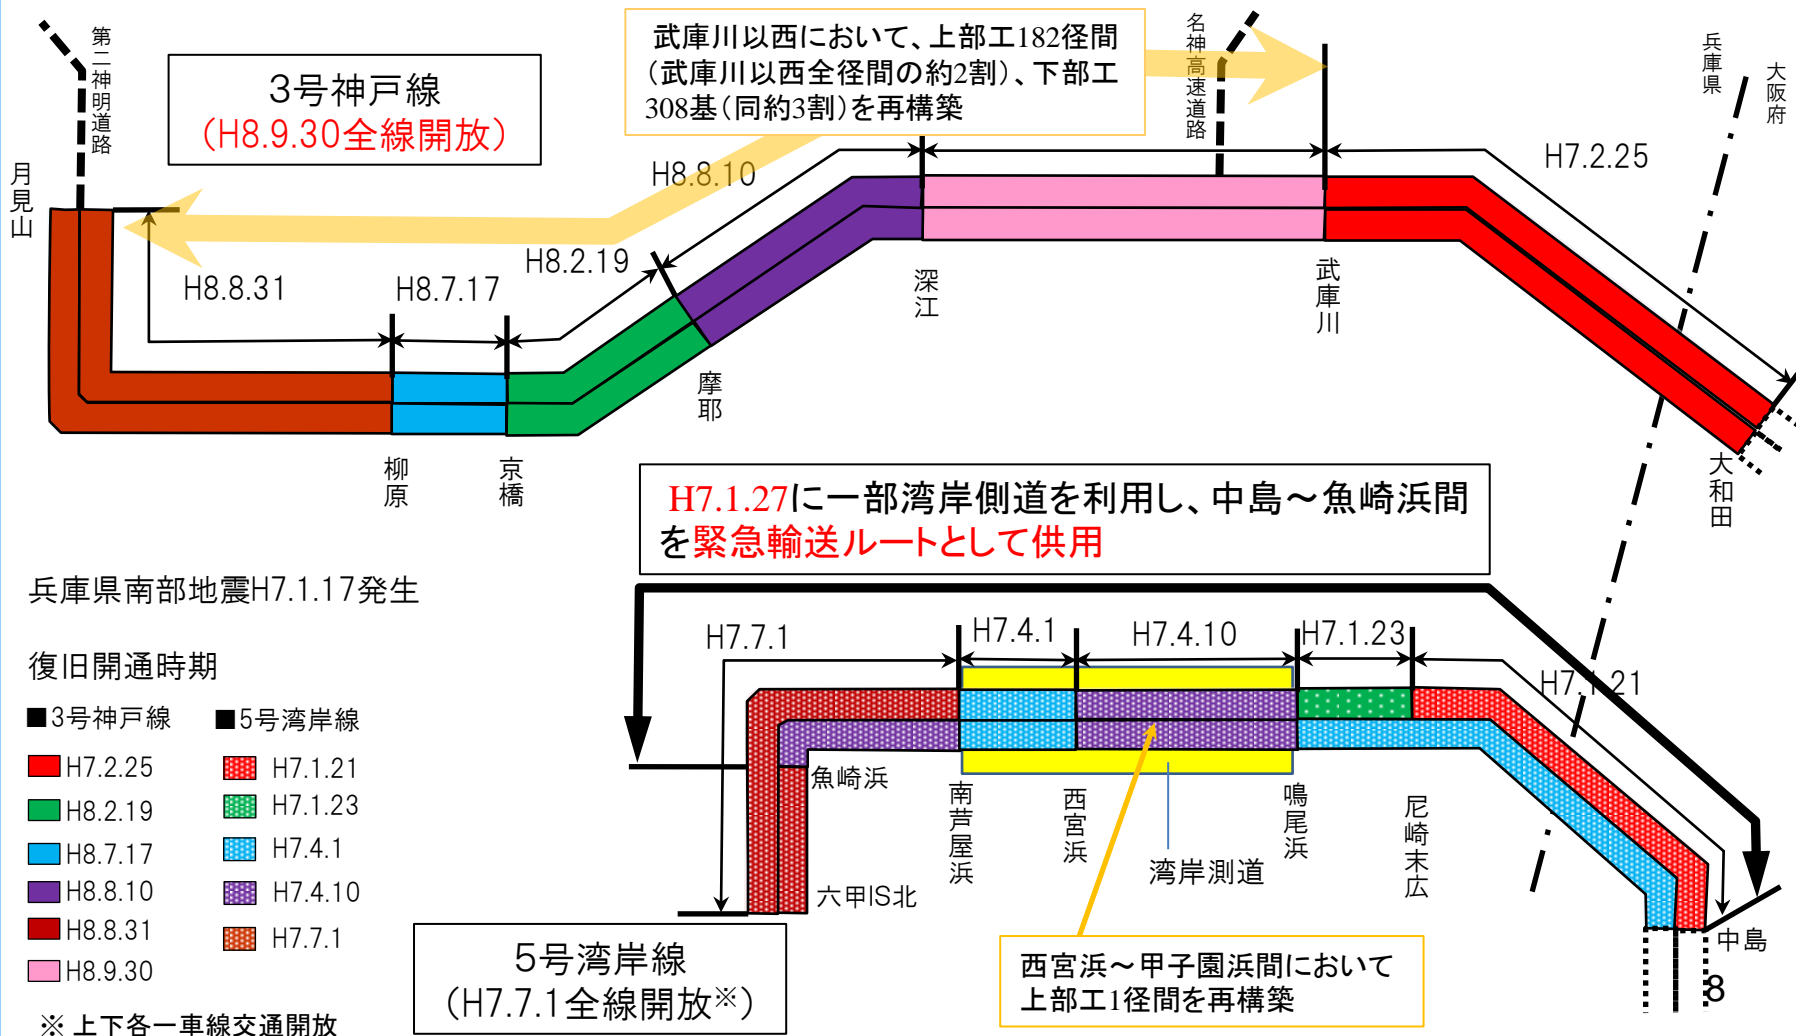 第二神明道路
3号神戸線
（H8.9.30全線開放）
武庫川以西において、上部工182径間
（武庫川以西全径間の約2割）、下部工
308基（同約3割）を再構築
名神高速道路
兵庫県
大阪府
月見山
H8.8.31
H8.7.17
H8.2.19
H8.8.10
H7.2.25
深江
武庫川
摩耶
柳原
京橋
大和田
H7.1.27に一部湾岸側道を利用し、中島～魚崎浜間
を緊急輸送ルートとして供用
兵庫県南部地震H7.1.17発生
復旧開通時期
■3号神戸線
■5号湾岸線
H7.2.25
H8.2.19
H8.7.17
H8.8.10
H8.8.31
H8.9.30
H7.1.21
H7.1.23
H7.4.1
H7.4.10
H7.7.1
※ 上下各一車線交通開放
H7.7.1
H7.4.1
H7.4.10
H7.1.23
H7.1.21
魚崎浜
六甲IS北
南芦屋浜
西宮浜
湾岸測道
鳴尾浜
尼崎末広
中島
5号湾岸線
（H7.7.1全線開放※）
西宮浜～甲子園浜間において
上部工1径間を再構築
8